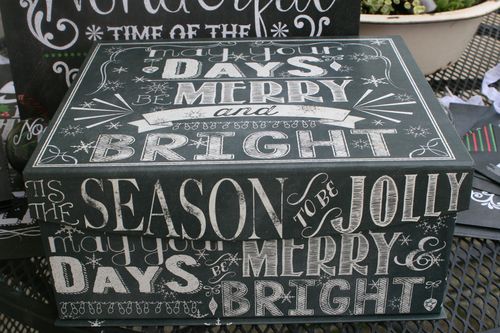 Wonderful
TIME OF THE
NO
may your
DAYS
BE MERRY
and
BRIGHT
'TIS THE SEASON TO BE JOLLY
may your
DAYS BE MERRY &
BRIGHT